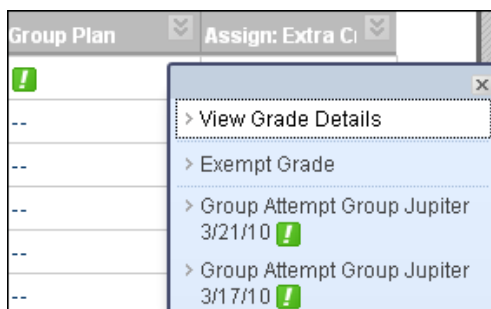 Group Plan
Assign: Extra Cr
--
--
--
--
--
View Grade Details
Exempt Grade
Group Attempt Group Jupiter
3/21/10 !
Group Attempt Group Jupiter
3/17/10 !